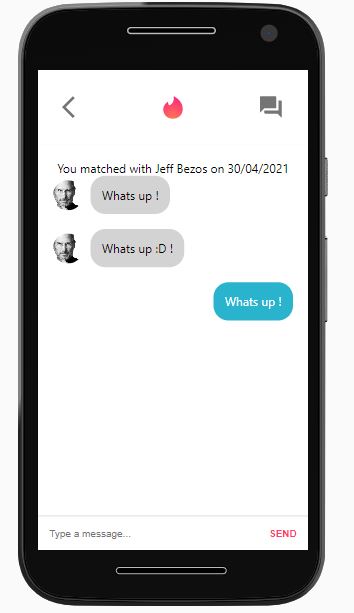 You matched with Jeff Bezos on 30/04/2021
Whats up !
Whats up :D !
Whats up !
Type a message...
SEND